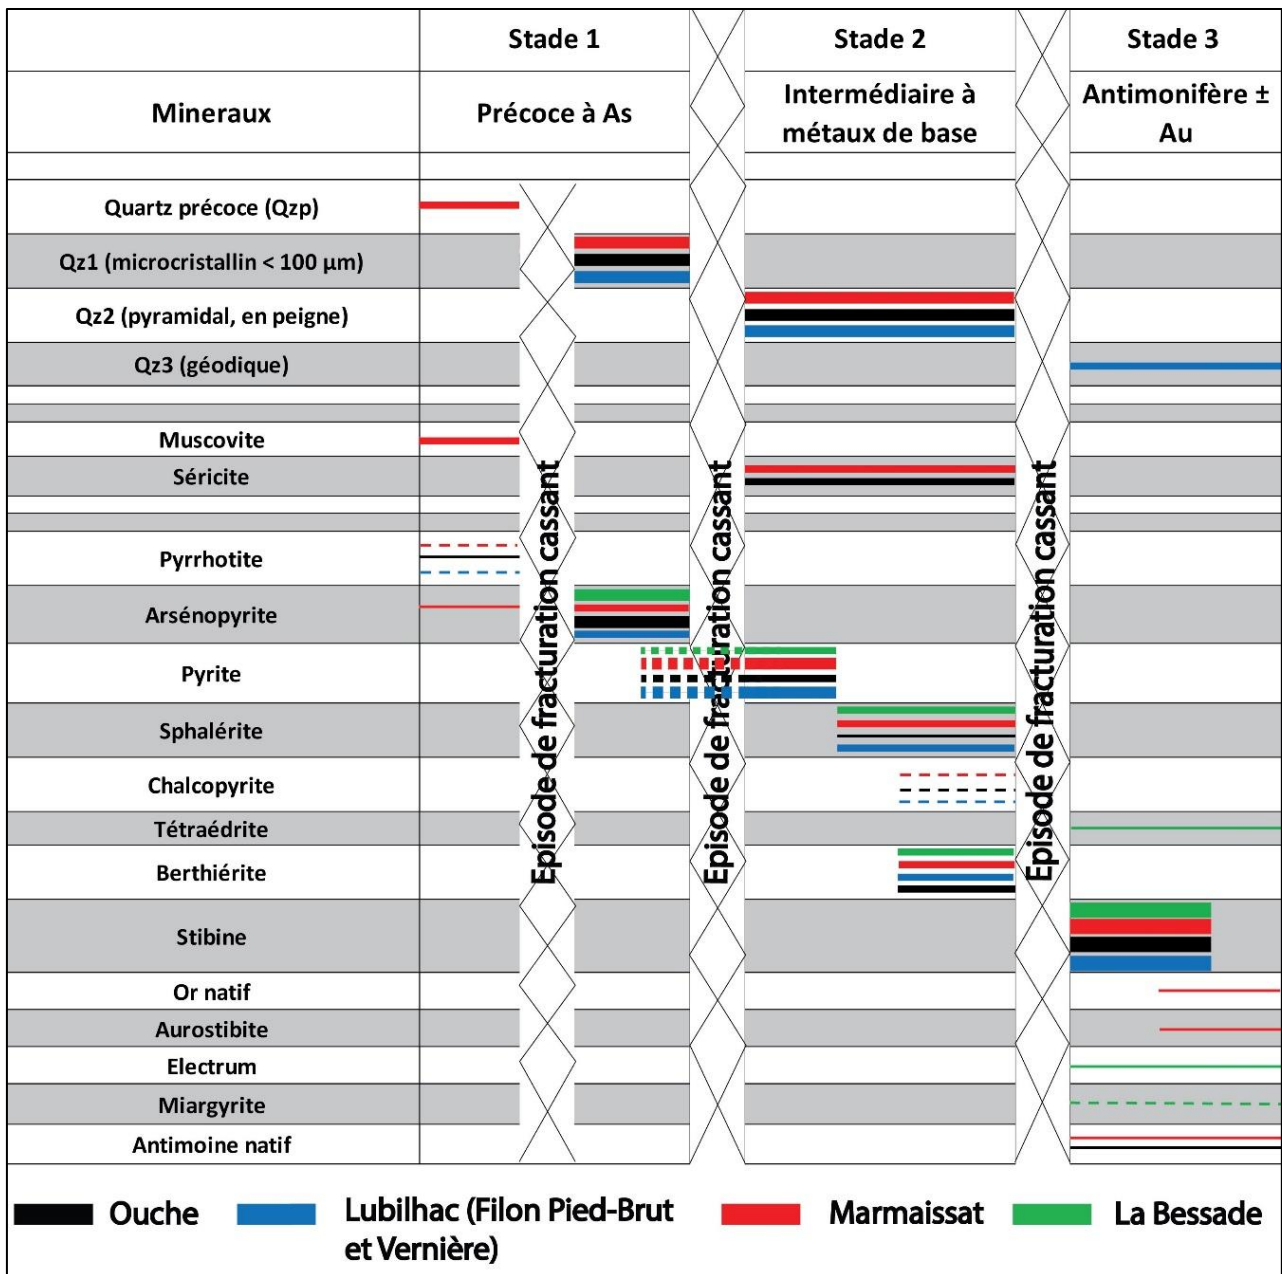 Stade 1
Stade 2
Stade 3
Mineraux
Précoce à As
Intermédiaire à
métaux de base
Antimonifère ±
Au
Quartz précoce (Qzp)
Qz1 (microcristallin < 100 µm)
Qz2 (pyramidal, en peigne)
Qz3 (géodique)
Muscovite
Séricite
Pyrrhotite
Arsénopyrite
Pyrite
Sphalérite
Chalcopyrite
Tétraédrite
Berthiérite
Stibine
Or natif
Aurostibite
Electrum
Miargyrite
Antimoine natif
Episode de fracturation cassant
Episode de fracturation cassant
Episode de fracturation cassant
Ouche
Lubilhac (Filon Pied-Brut
et Vernière)
Marmaissat
La Bessade